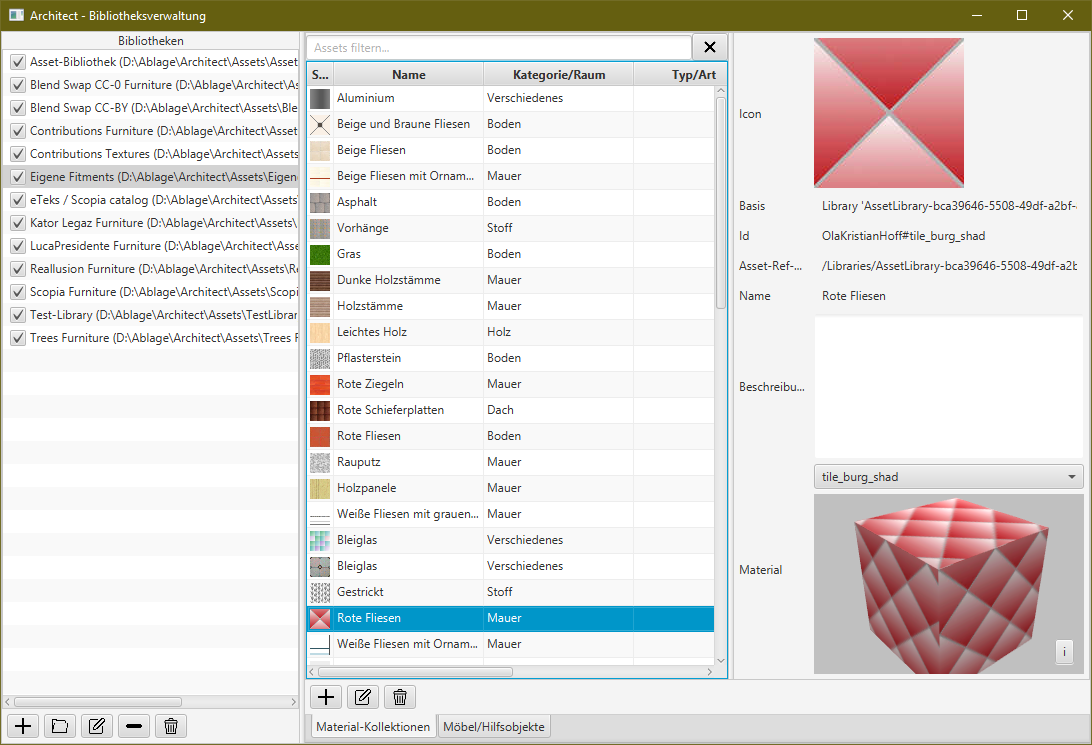 Architect - Bibliotheksverwaltung
Bibliotheken
Asset-Bibliothek (D:\Ablage\Architect\Assets\Asset
Blend Swap CC-0 Furniture (D:\Ablage\Architect\As
Blend Swap CC-BY (D:\Ablage\Architect\Assets\Ble
Contributions Furniture (D:\Ablage\Architect\Asset
Contributions Textures (D:\Ablage\Architect\Assets
Eigene Fitments (D:\Ablage\Architect\Assets\Eigen
eTeks / Scopia catalog (D:\Ablage\Architect\Assets
Kator Legaz Furniture (D:\Ablage\Architect\Assets\
LucaPresidente Furniture (D:\Ablage\Architect\Asse
Reallusion Furniture (D:\Ablage\Architect\Assets\Re
Scopia Furniture (D:\Ablage\Architect\Assets\Scopi
Test-Library (D:\Ablage\Architect\Assets\TestLibrar
Trees Furniture (D:\Ablage\Architect\Assets\Trees F
Assets filtern...
S... Name Kategorie/Raum Typ/Art
Aluminium Verschiedenes
Beige und Braune Fliesen Boden
Beige Fliesen Boden
Beige Fliesen mit Ornam... Mauer
Asphalt Boden
Vorhänge Stoff
Gras Boden
Dunke Holzstämme Mauer
Holzstämme Mauer
Leichtes Holz Holz
Pflasterstein Boden
Rote Ziegeln Mauer
Rote Schieferplatten Dach
Rote Fliesen Boden
Rauputz Mauer
Holzpanele Mauer
Weiße Fliesen mit grauen... Mauer
Bleiglas Verschiedenes
Bleiglas Verschiedenes
Gestrickt Stoff
Rote Fliesen Mauer
Weiße Fliesen mit Ornam... Mauer
Material-Kollektionen Möbel/Hilfsobjekte
Icon
Basis Library 'AssetLibrary-bca39646-5508-49df-a2bf-
Id OlaKristianHoff#tile_burg_shad
Asset-Ref-... /Libraries/AssetLibrary-bca39646-5508-49df-a2b
Name Rote Fliesen
Beschreibu...
tile_burg_shad
Material
i